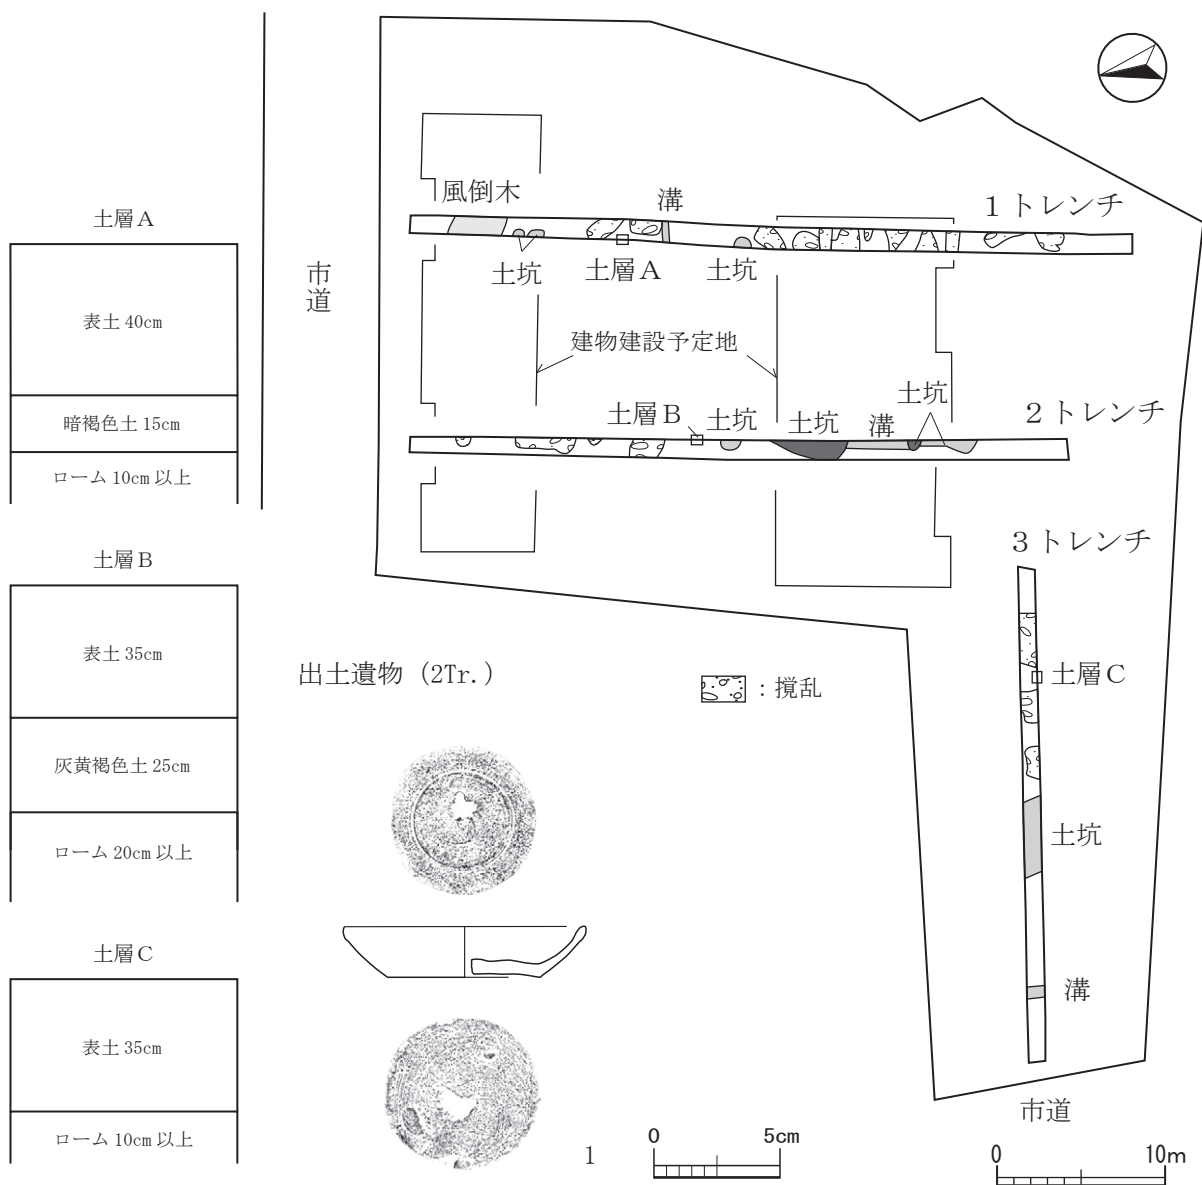 土層A
表土 40cm
暗褐色土 15cm
ローム 10cm 以上
土層B
表土 35cm
灰黄褐色土 25cm
ローム 20cm 以上
土層C
表土 35cm
ローム 10cm 以上
市道
風倒木
溝
1トレンチ
土坑
土層A
土坑
建物建設予定地
土層B
土坑
土坑
溝
土坑
2トレンチ
3トレンチ
土層C
土坑
溝
市道
出土遺物（2Tr.）
：撹乱
1
0 5cm
0 10m